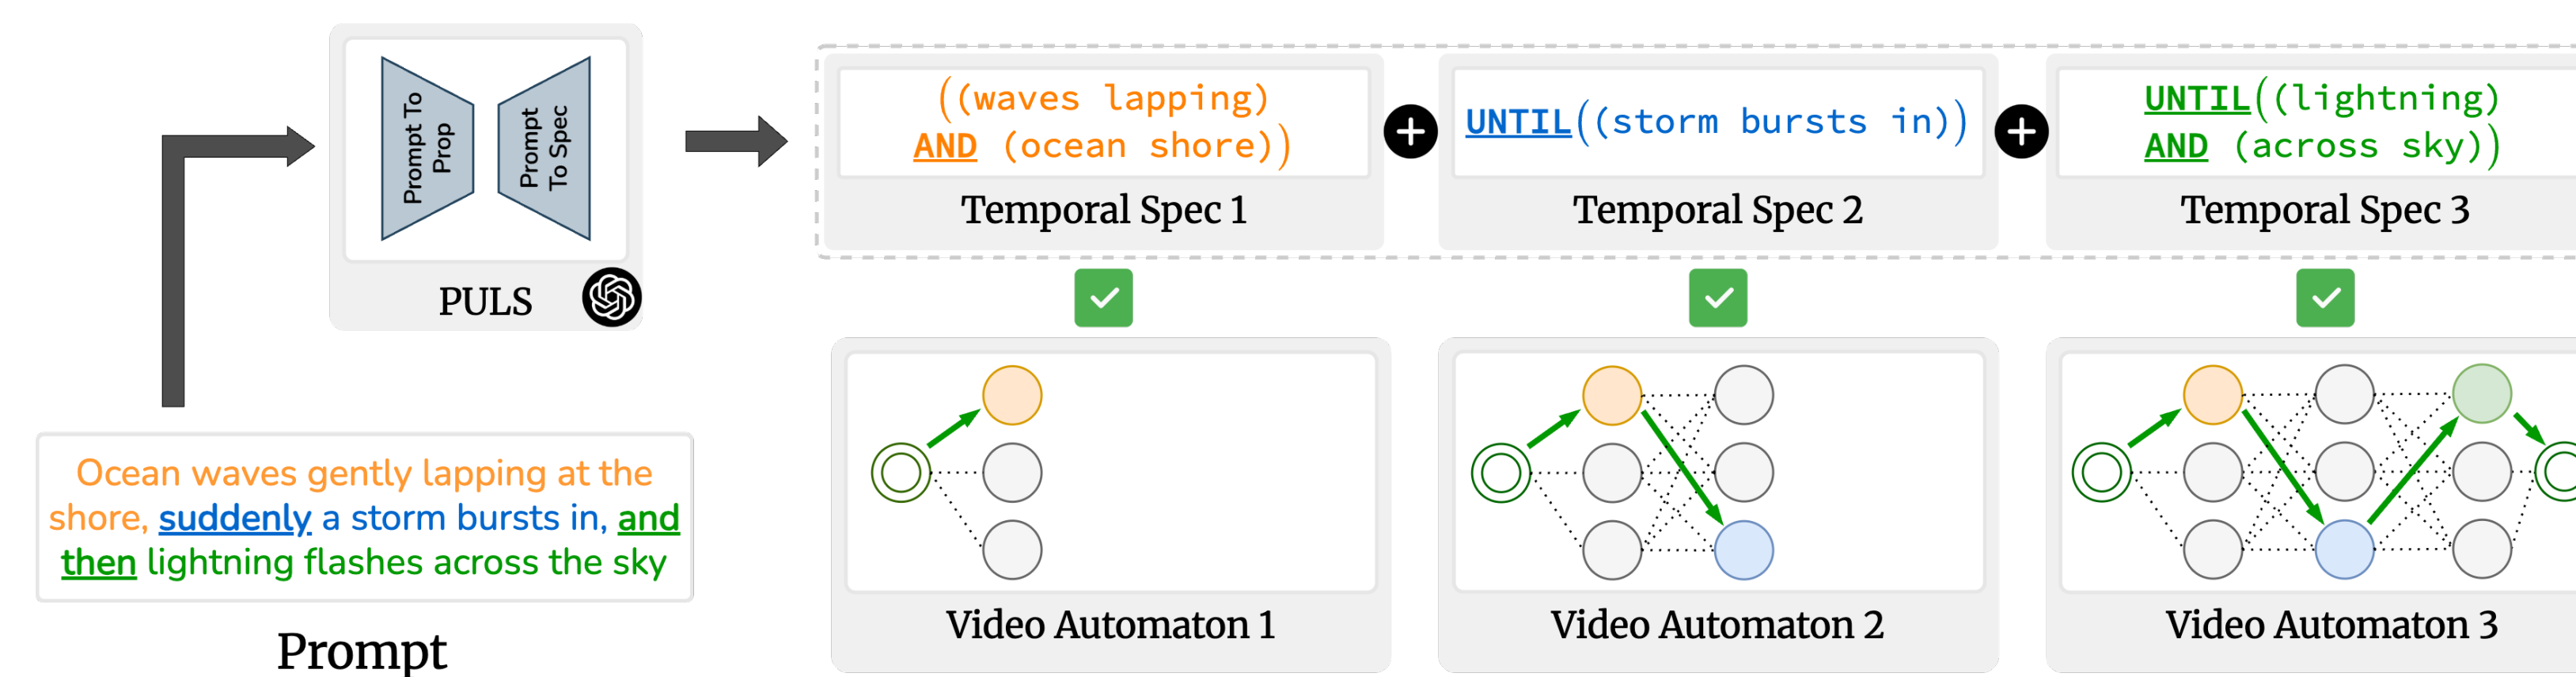 Prompt To
Prop
Prompt
To Spec
PULS
Ocean waves gently lapping at the
shore, suddenly a storm bursts in, and
then lightning flashes across the sky
Prompt
((waves lapping)
AND (ocean shore))
Temporal Spec 1
UNTIL((storm bursts in))
Temporal Spec 2
UNTIL((lightning)
AND (across sky))
Temporal Spec 3
Video Automaton 1
Video Automaton 2
Video Automaton 3